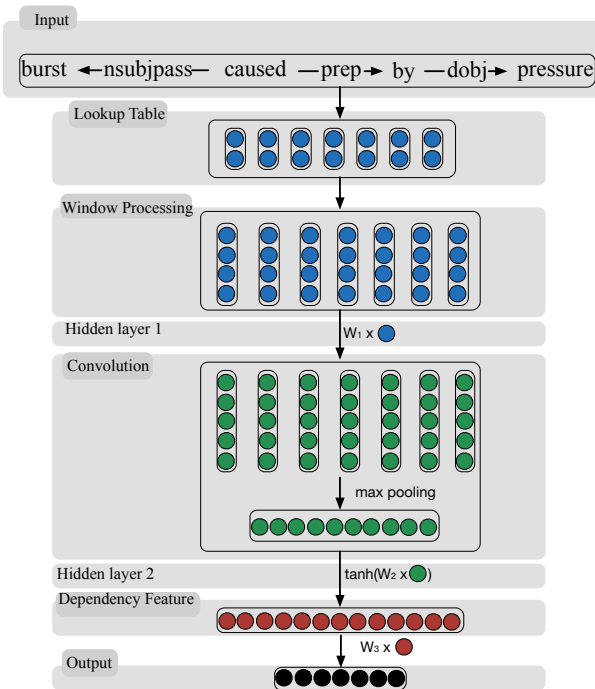 Input
burst nsubjpass caused prep by dobj pressure
Lookup Table
Window Processing
Hidden layer 1
W1 x
Convolution
max pooling
Hidden layer 2
tanh(W2 x )
Dependency Feature
W3 x
Output